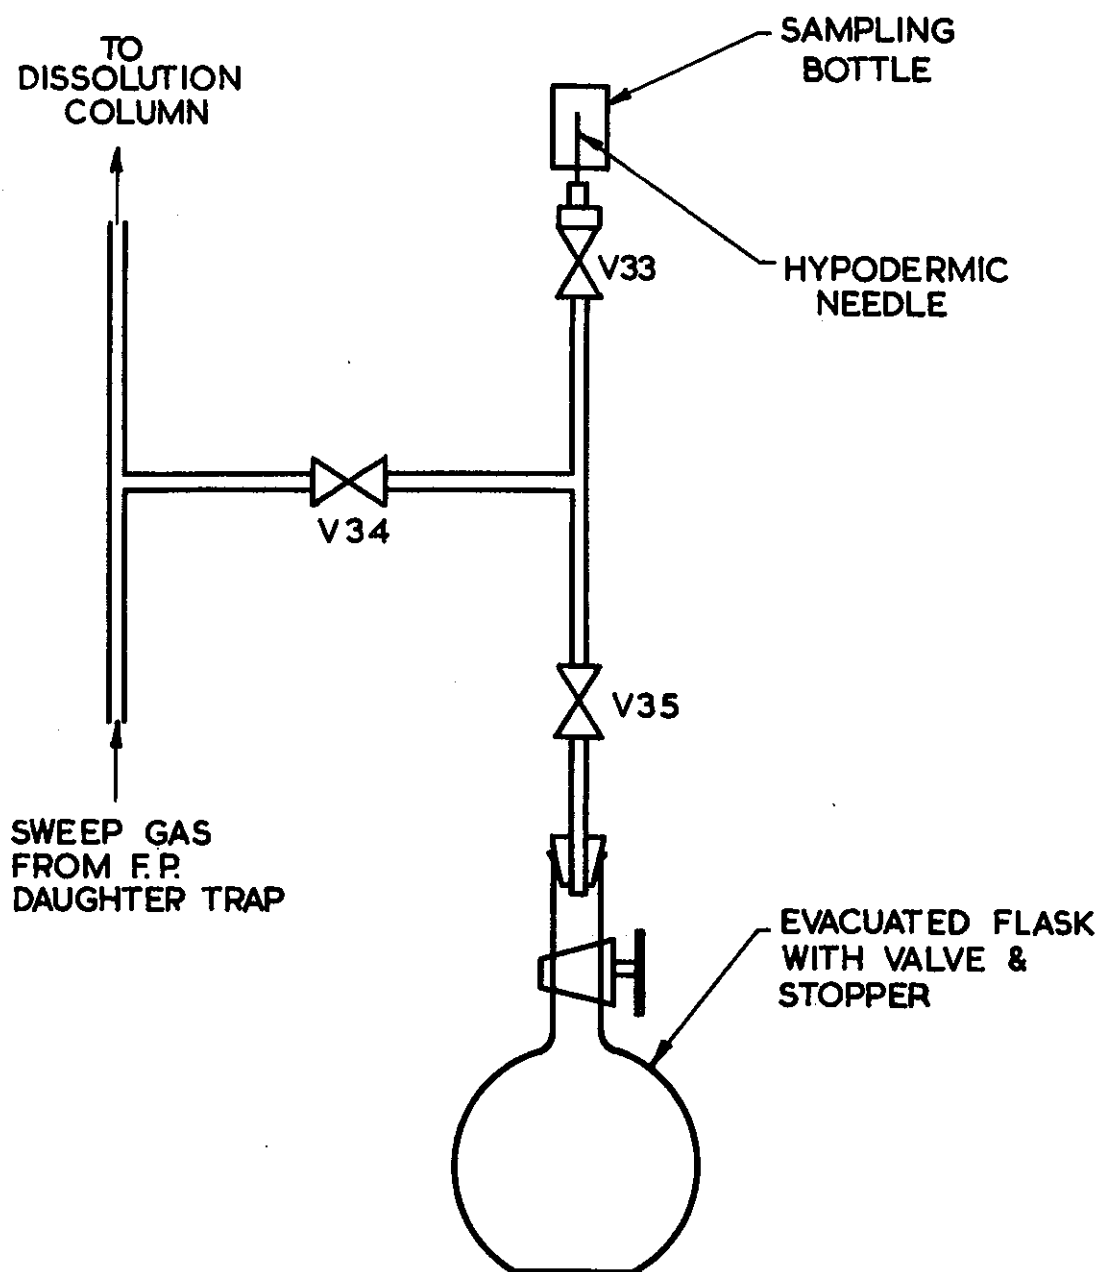 TO
DISSOLUTION
COLUMN
SAMPLING
BOTTLE
V33
HYPODERMIC
NEEDLE
V34
V35
SWEEP GAS
FROM F.P.
DAUGHTER TRAP
EVACUATED FLASK
WITH VALVE &
STOPPER